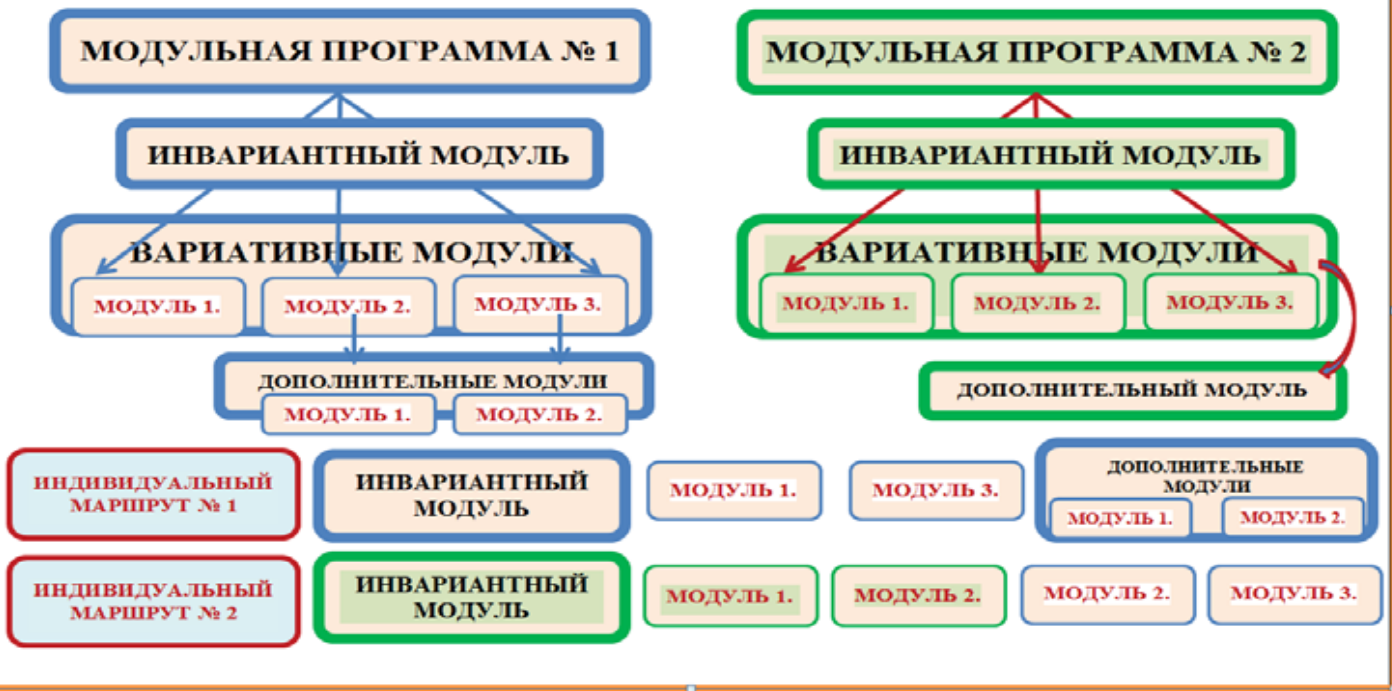 МОДУЛЬНАЯ ПРОГРАММА № 1
ИНВАРИАНТНЫЙ МОДУЛЬ
ВАРИАТИВНЫЕ МОДУЛИ
МОДУЛЬ 1.
МОДУЛЬ 2.
МОДУЛЬ 3.
ДОПОЛНИТЕЛЬНЫЕ МОДУЛИ
МОДУЛЬ 1.
МОДУЛЬ 2.
МОДУЛЬНАЯ ПРОГРАММА № 2
ИНВАРИАНТНЫЙ МОДУЛЬ
ВАРИАТИВНЫЕ МОДУЛИ
МОДУЛЬ 1.
МОДУЛЬ 2.
МОДУЛЬ 3.
ДОПОЛНИТЕЛЬНЫЙ МОДУЛЬ
ИНДИВИДУАЛЬНЫЙ
МАРШРУТ № 1
ИНВАРИАНТНЫЙ
МОДУЛЬ
МОДУЛЬ 1.
МОДУЛЬ 3.
ДОПОЛНИТЕЛЬНЫЕ
МОДУЛИ
МОДУЛЬ 1.
МОДУЛЬ 2.
ИНДИВИДУАЛЬНЫЙ
МАРШРУТ № 2
ИНВАРИАНТНЫЙ
МОДУЛЬ
МОДУЛЬ 1.
МОДУЛЬ 2.
МОДУЛЬ 2.
МОДУЛЬ 3.